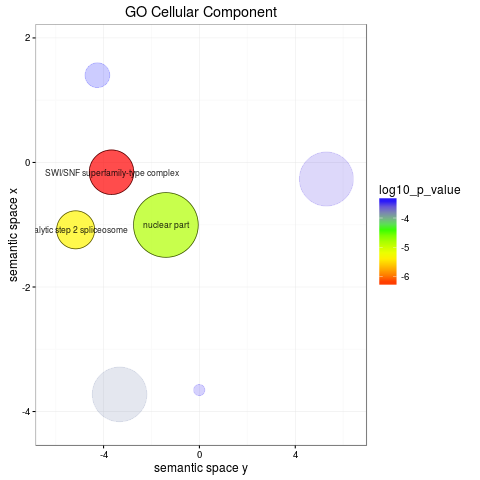 GO Cellular Component
2
0
-2
-4
semantic space x
SWI/SNF superfamily-type complex
alytic step 2 spliceosome
nuclear part
-4
0
4
semantic space y
log10_p_value
-4
-5
-6